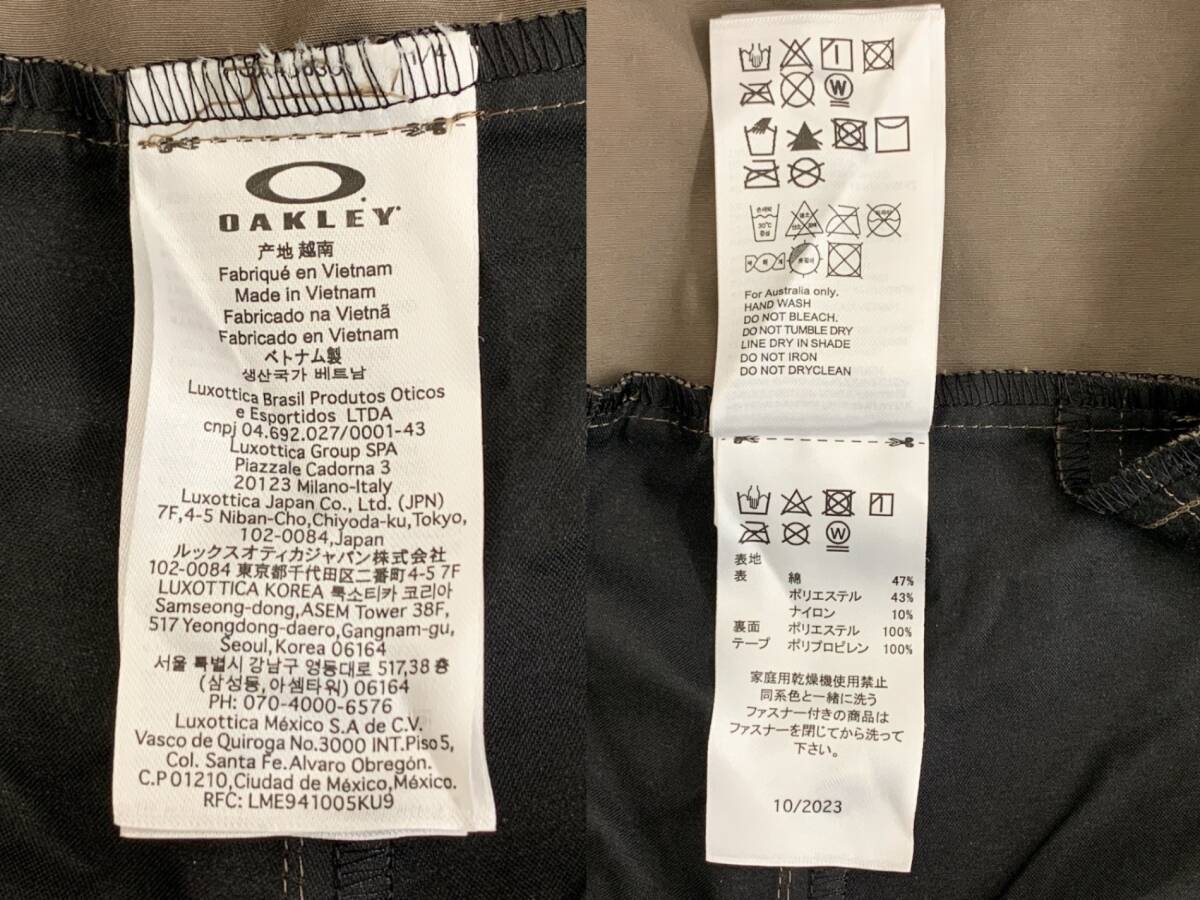 OAKLEY
产地 越南
Fabriqué en Vietnam
Made in Vietnam
Fabricado na Vietnã
Fabricado en Vietnam
ベトナム製
생산국가 베트남
Luxottica Brasil Produtos Oticos
e Esportidos LTDA
cnpj 04.692.027/0001-43
Luxottica Group SPA
Piazzale Cadorna 3
20123 Milano-Italy
Luxottica Japan Co., Ltd. (JPN)
7F,4-5 Niban-Cho,Chiyoda-ku,Tokyo,
102-0084,Japan
ルックスオティカジャパン株式会社
102-0084 東京都千代田区二番町4-5 7F
LUXOTTICA KOREA 룩소티카 코리아
Samseong-dong,ASEM Tower 38F,
517 Yeongdong-daero,Gangnam-gu,
Seoul,Korea 06164
서울 특별시 강남구 영동대로 517,38 층
(삼성동,아셈타워) 06164
PH: 070-4000-6576
Luxottica México S.A de C.V.
Vasco de Quiroga No.3000 INT.Piso 5,
Col. Santa Fe.Alvaro Obregón.
C.P 01210,Ciudad de México,México.
RFC: LME941005KU9
W
손세탁
30℃
중성
For Australia only.
HAND WASH
DO NOT BLEACH.
DO NOT TUMBLE DRY
LINE DRY IN SHADE
DO NOT IRON
DO NOT DRYCLEAN
W
表地
表 綿 47%
ポリエステル 43%
ナイロン 10%
裏面 ポリエステル 100%
テープ ポリプロピレン 100%
家庭用乾燥機使用禁止
同系色と一緒に洗う
ファスナー付きの商品は
ファスナーを閉じてから洗って
下さい。
10/2023